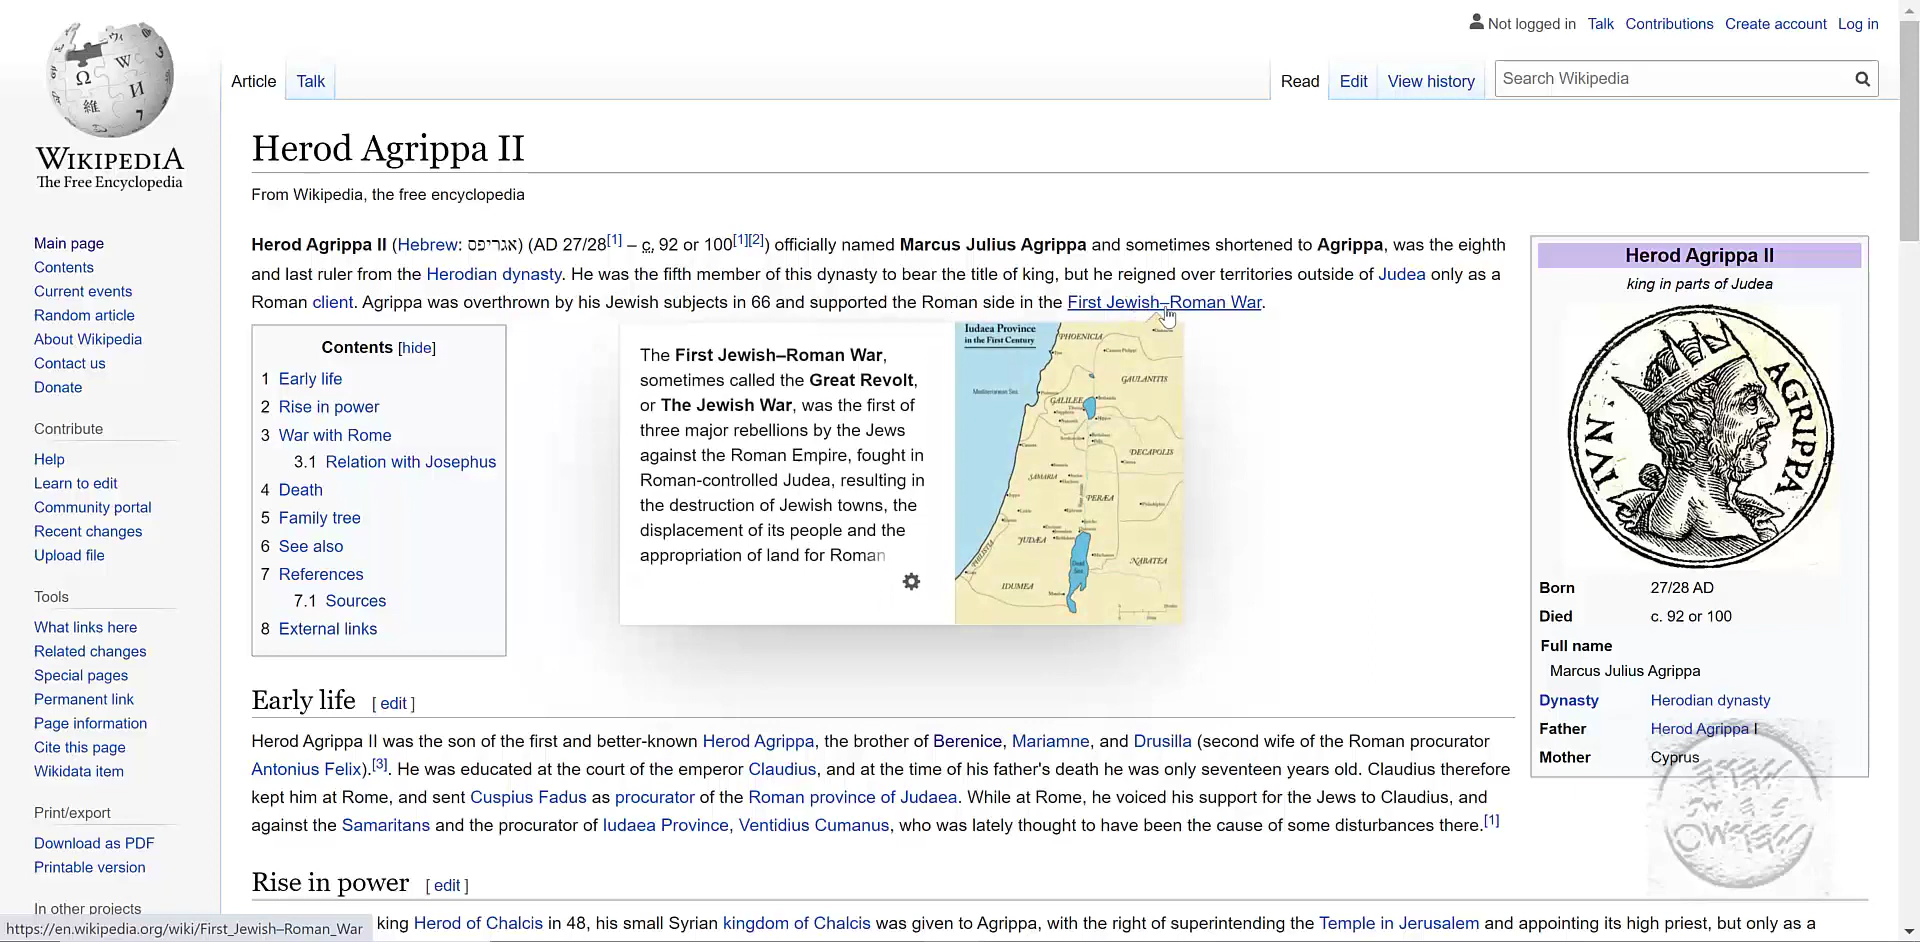 Not logged in Talk Contributions Create account Log in
Article Talk Read Edit View history Search Wikipedia
WIKIPEDIA
The Free Encyclopedia
Main page
Contents
Current events
Random article
About Wikipedia
Contact us
Donate
Contribute
Help
Learn to edit
Community portal
Recent changes
Upload file
Tools
What links here
Related changes
Special pages
Permanent link
Page information
Cite this page
Wikidata item
Print/export
Download as PDF
Printable version
In other projects
Herod Agrippa II
From Wikipedia, the free encyclopedia
Herod Agrippa II (Hebrew: אגריפס) (AD 27/28[1] – c. 92 or 100[1][2]) officially named Marcus Julius Agrippa and sometimes shortened to Agrippa, was the eighth
and last ruler from the Herodian dynasty. He was the fifth member of this dynasty to bear the title of king, but he reigned over territories outside of Judea only as a
Roman client. Agrippa was overthrown by his Jewish subjects in 66 and supported the Roman side in the First Jewish–Roman War.
Contents [hide]
1 Early life
2 Rise in power
3 War with Rome
3.1 Relation with Josephus
4 Death
5 Family tree
6 See also
7 References
7.1 Sources
8 External links
The First Jewish–Roman War,
sometimes called the Great Revolt,
or The Jewish War, was the first of
three major rebellions by the Jews
against the Roman Empire, fought in
Roman-controlled Judea, resulting in
the destruction of Jewish towns, the
displacement of its people and the
appropriation of land for Roman
Iudaea Province
in the First Century
PHOENICIA
GAULANITIS
Mediterranean Sea
GALILEE
DECAPOLIS
SAMARIA
PERÆA
JUDÆA
NABATEA
IDUMEA
Dead
Sea
Herod Agrippa II
king in parts of Judea
IVN AGRIPPA
Born 27/28 AD
Died c. 92 or 100
Full name
Marcus Julius Agrippa
Dynasty Herodian dynasty
Father Herod Agrippa I
Mother Cyprus
Early life [ edit ]
Herod Agrippa II was the son of the first and better-known Herod Agrippa, the brother of Berenice, Mariamne, and Drusilla (second wife of the Roman procurator
Antonius Felix).[3]. He was educated at the court of the emperor Claudius, and at the time of his father's death he was only seventeen years old. Claudius therefore
kept him at Rome, and sent Cuspius Fadus as procurator of the Roman province of Judaea. While at Rome, he voiced his support for the Jews to Claudius, and
against the Samaritans and the procurator of Iudaea Province, Ventidius Cumanus, who was lately thought to have been the cause of some disturbances there.[1]
Rise in power [ edit ]
king Herod of Chalcis in 48, his small Syrian kingdom of Chalcis was given to Agrippa, with the right of superintending the Temple in Jerusalem and appointing its high priest, but only as a
https://en.wikipedia.org/wiki/First_Jewish–Roman_War